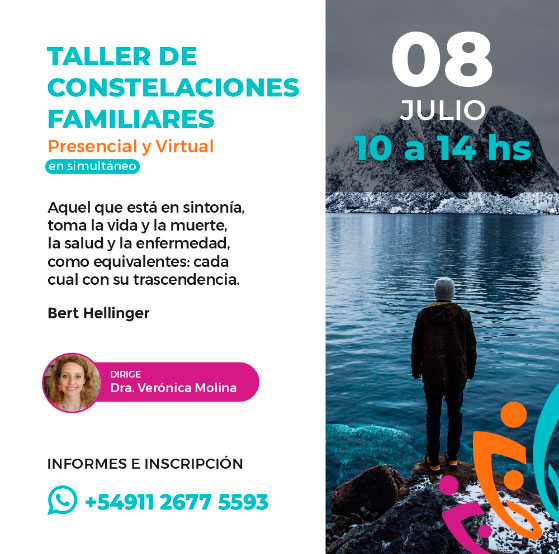 TALLER DE
CONSTELACIONES
FAMILIARES
Presencial y Virtual
en simultáneo
Aquel que está en sintonía,
toma la vida y la muerte,
la salud y la enfermedad,
como equivalentes: cada
cual con su trascendencia.
Bert Hellinger
DIRIGE
Dra. Verónica Molina
INFORMES E INSCRIPCIÓN
+54911 2677 5593
08
JULIO
10 a 14 hs